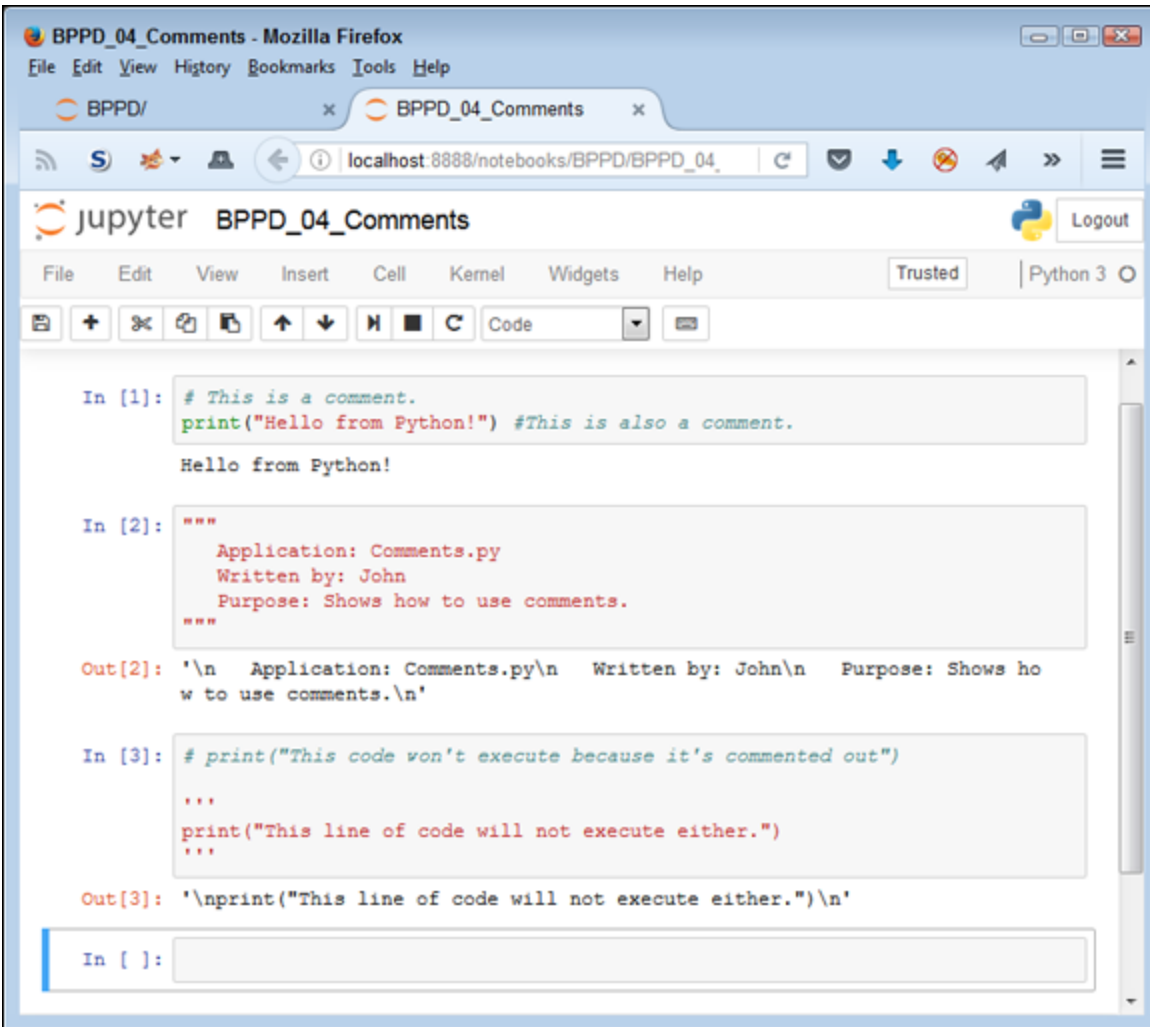 BPPD_04_Comments - Mozilla Firefox
File Edit View History Bookmarks Tools Help
BPPD/ × BPPD_04_Comments ×
S) localhost:8888/notebooks/BPPD/BPPD_04_ »
jupyter BPPD_04_Comments Logout
File Edit View Insert Cell Kernel Widgets Help Trusted Python 3
Code
In [1]: # This is a comment.
print("Hello from Python!") #This is also a comment.
Hello from Python!
In [2]: """
Application: Comments.py
Written by: John
Purpose: Shows how to use comments.
"""
Out[2]: '\n   Application: Comments.py\n   Written by: John\n   Purpose: Shows ho
w to use comments.\n'
In [3]: # print("This code won't execute because it's commented out")
'''
print("This line of code will not execute either.")
'''
Out[3]: '\nprint("This line of code will not execute either.")\n'
In [ ]: